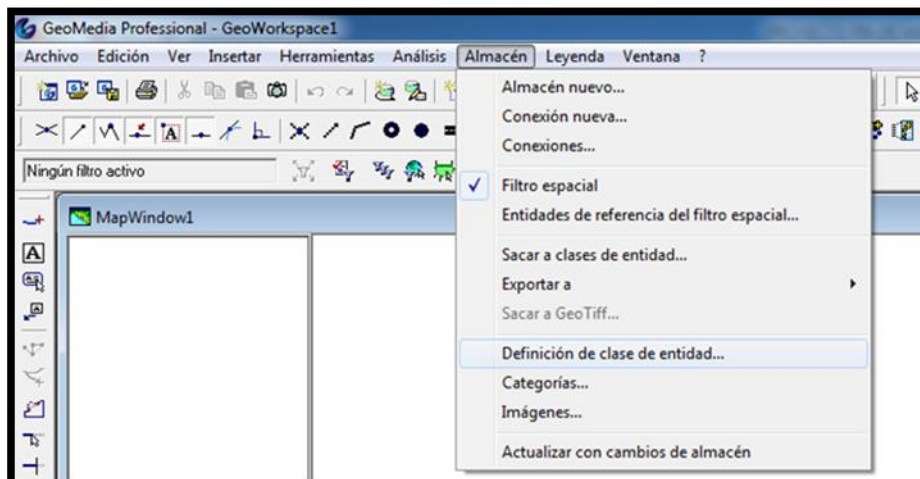 GeoMedia Professional - GeoWorkspace1
Archivo Edición Ver Insertar Herramientas Análisis Almacén Leyenda Ventana ?
Almacén nuevo...
Conexión nueva...
Conexiones...
Ningún filtro activo
Filtro espacial
Entidades de referencia del filtro espacial...
MapWindow1
Sacar a clases de entidad...
Exportar a
Sacar a GeoTiff...
Definición de clase de entidad...
Categorías...
Imágenes...
Actualizar con cambios de almacén